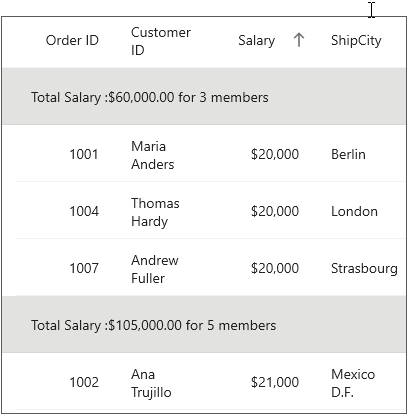 Order ID Customer ID Salary ShipCity
Total Salary :$60,000.00 for 3 members
1001 Maria Anders $20,000 Berlin
1004 Thomas Hardy $20,000 London
1007 Andrew Fuller $20,000 Strasbourg
Total Salary :$105,000.00 for 5 members
1002 Ana Trujillo $21,000 Mexico D.F.